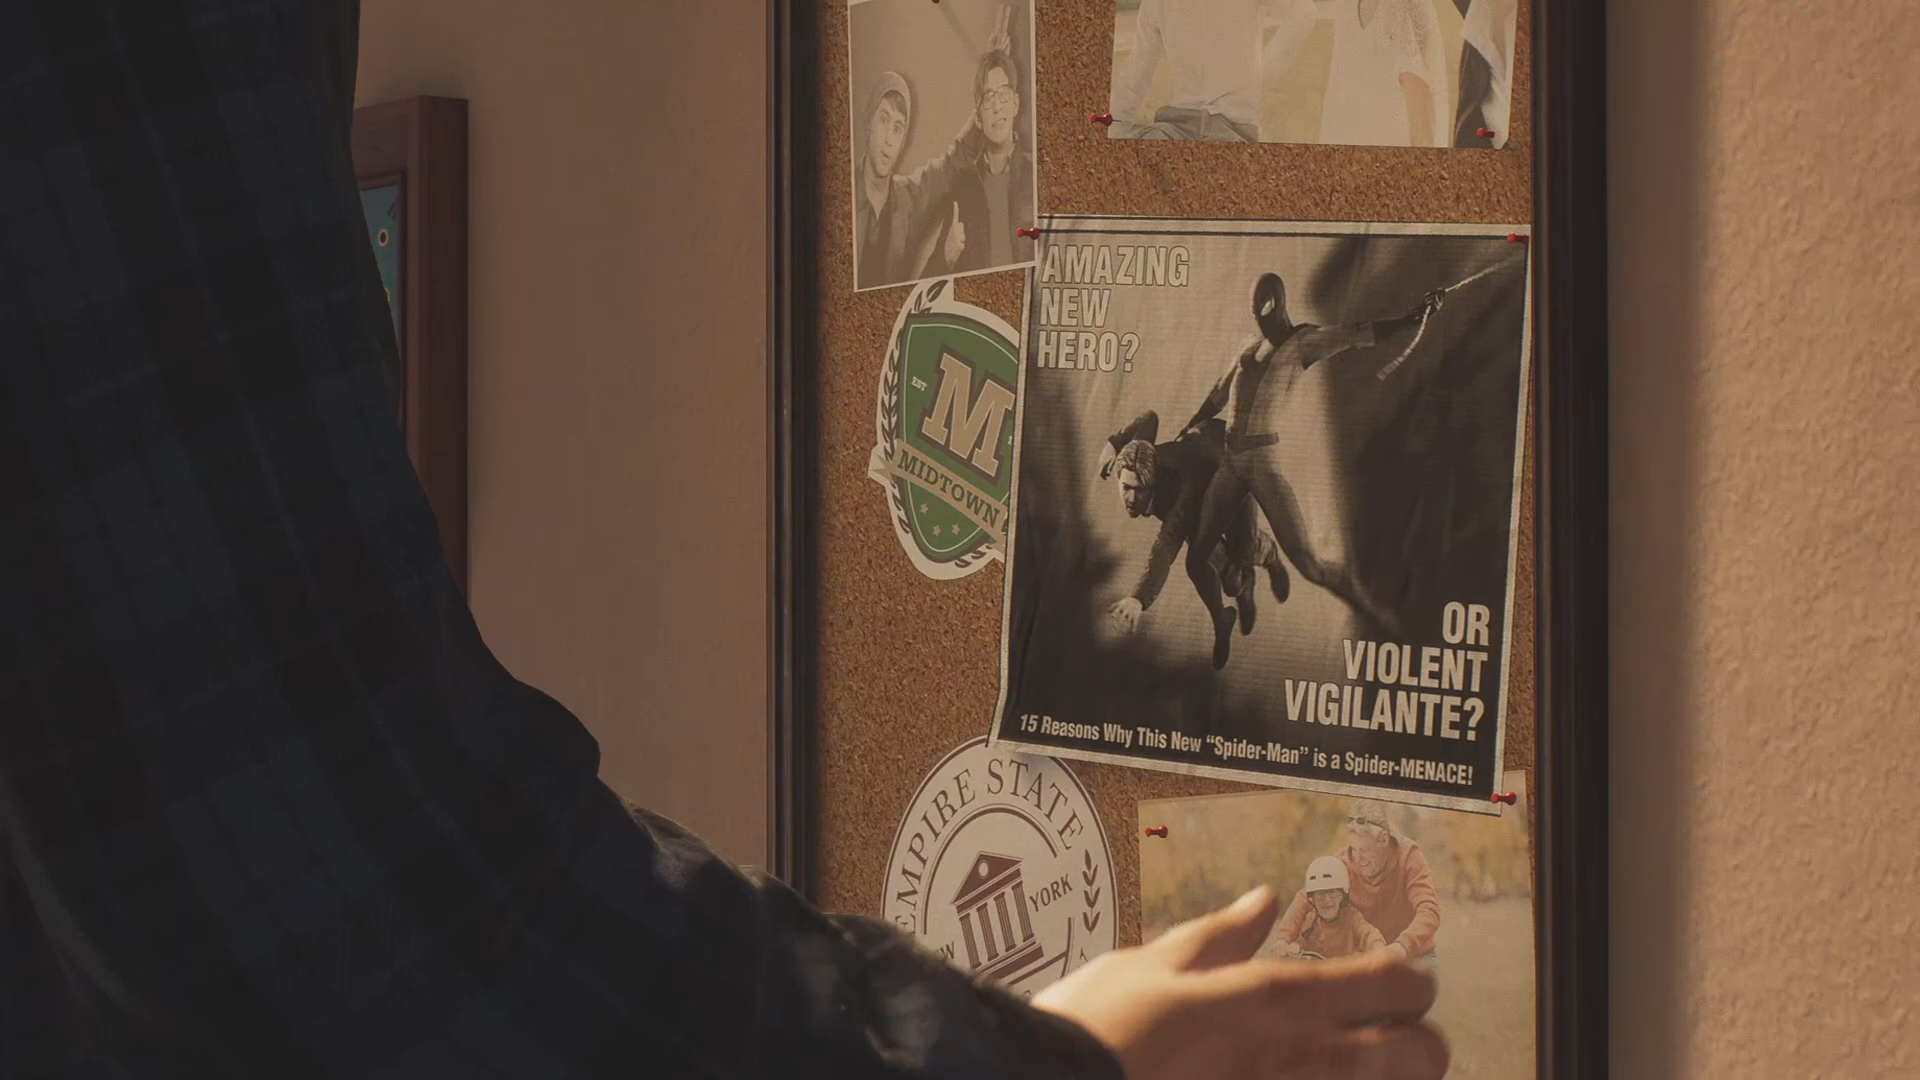 AMAZING
NEW
HERO?
EST
M
MIDTOWN
OR
VIOLENT
VIGILANTE?
15 Reasons Why This New “Spider-Man” is a Spider-MENACE!
EMPIRE STATE
YORK